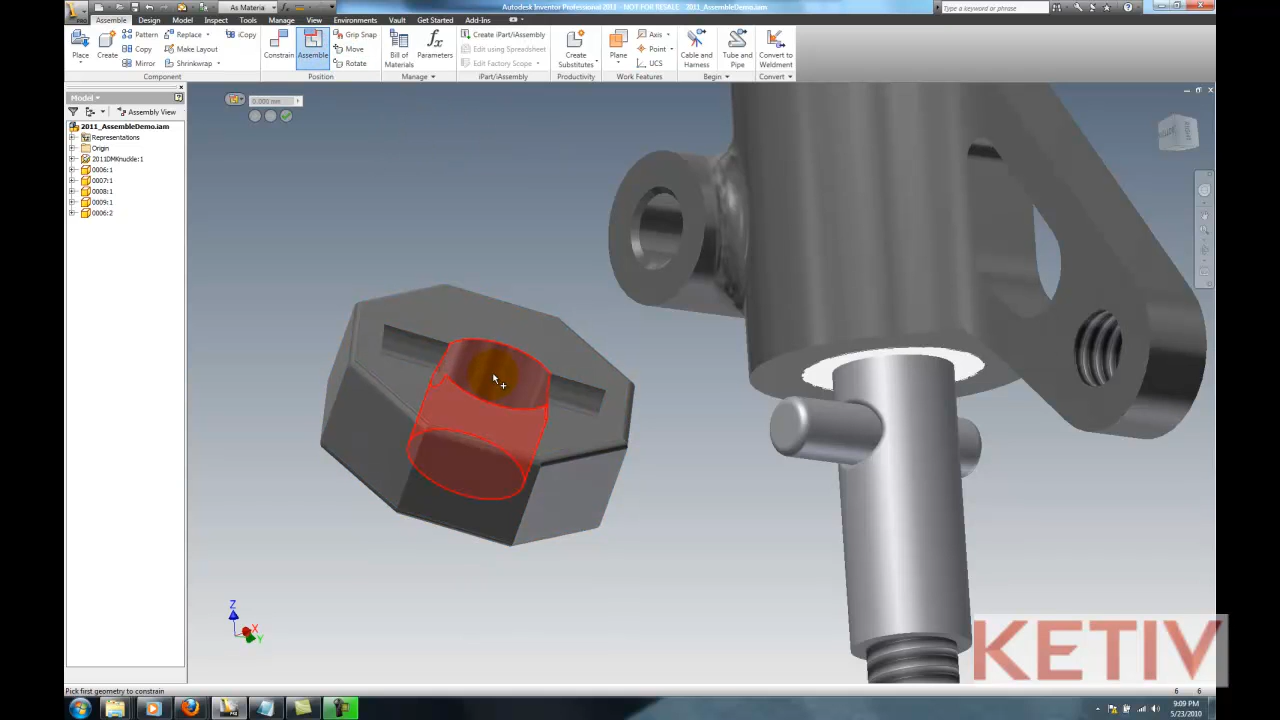 Autodesk Inventor Professional 2011 - NOT FOR RESALE - 2011_AssembleDemo.iam
As Materia
Type a keyword or phrase
Assemble Design Model Inspect Tools Manage View Environments Vault Get Started Add-Ins
Place Create Pattern Copy Mirror Replace Make Layout Shrinkwrap iCopy
Constrain Assemble Grip Snap Move Rotate
Bill of Materials Parameters
Create iPart/iAssembly Edit using Spreadsheet Edit Factory Scope
Create Substitutes
Plane Axis Point UCS
Cable and Harness Tube and Pipe
Convert to Weldment
Component Position Manage iPart/iAssembly Productivity Work Features Begin Convert
Model
Assembly View
2011_AssembleDemo.iam
Representations
Origin
2011DMKnuckle:1
0006:1
0007:1
0008:1
0009:1
0006:2
0.000 mm
RIGHT
Z
X
Y
KETIV
Pick first geometry to constrain
6 6
9:09 PM
5/23/2010